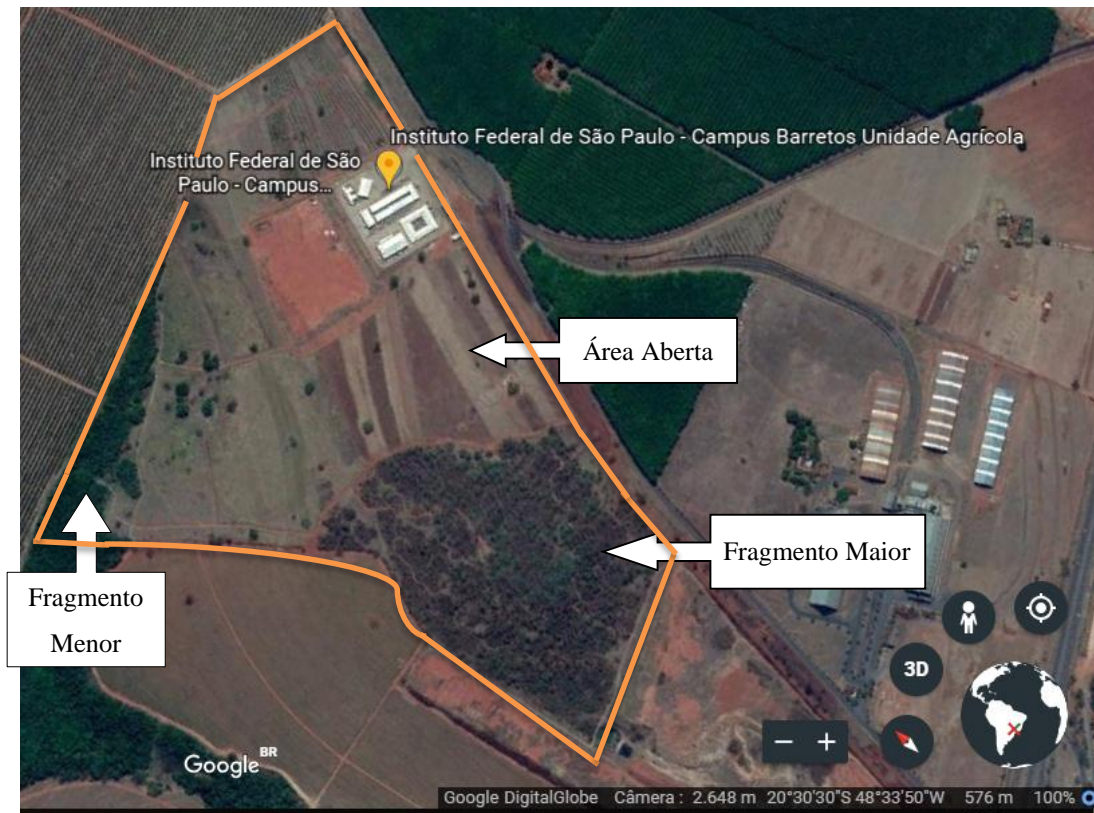 Instituto Federal de São Paulo - Campus Barretos Unidade Agrícola
Instituto Federal de São
Paulo - Campus...
Área Aberta
Fragmento Maior
Fragmento
Menor
3D
Google BR
Google DigitalGlobe Câmera : 2.648 m 20°30'30"S 48°33'50"W 576 m 100%